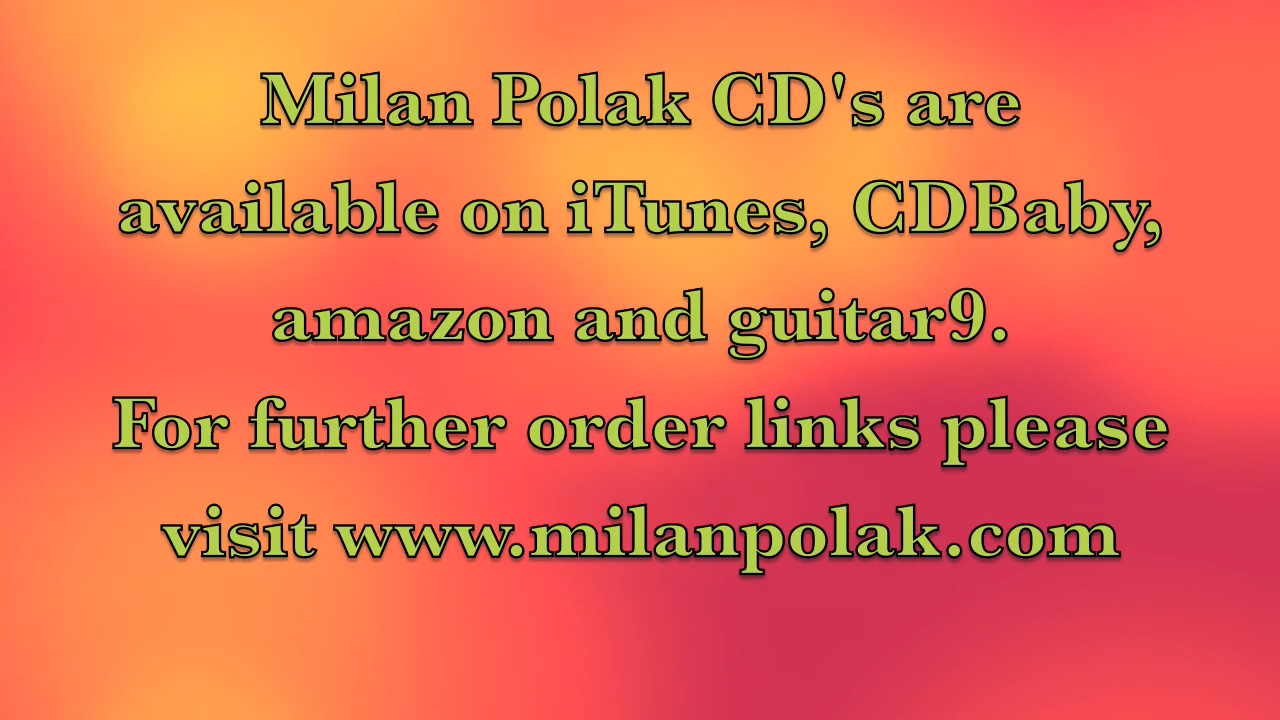 Milan Polak CD's are
available on iTunes, CDBaby,
amazon and guitar9.
For further order links please
visit www.milanpolak.com